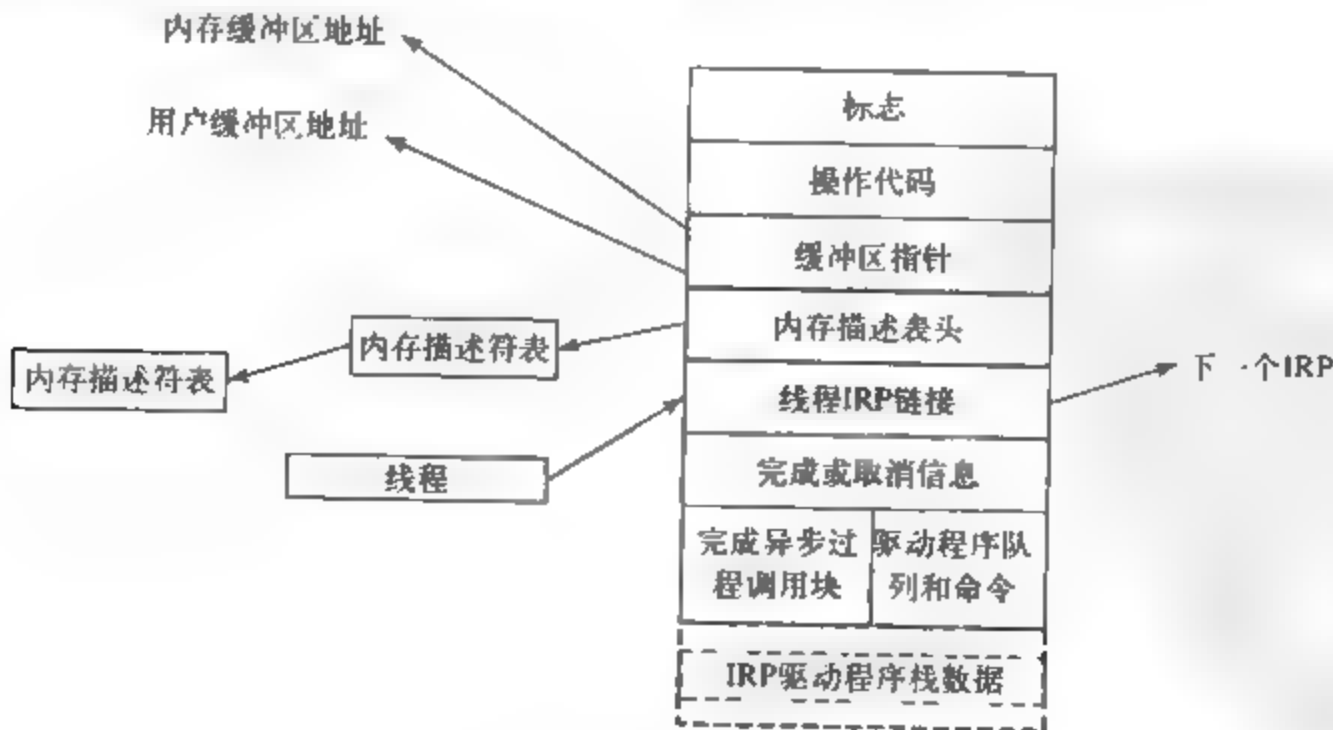 内存缓冲区地址
用户缓冲区地址
标志
操作代码
缓冲区指针
内存描述表头
内存描述符表
内存描述符表
线程IRP链接
下一个IRP
线程
完成或取消信息
完成异步过
程调用块
驱动程序队
列和命令
IRP驱动程序栈数据